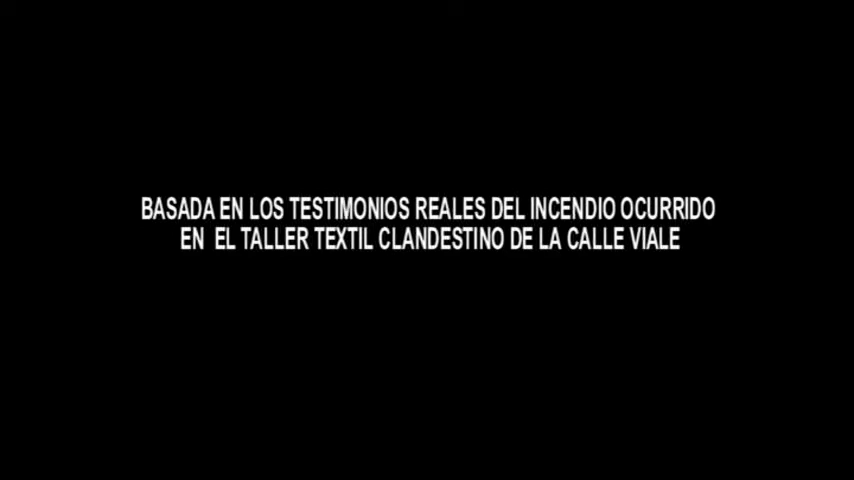 BASADA EN LOS TESTIMONIOS REALES DEL INCENDIO OCURRIDO
EN EL TALLER TEXTIL CLANDESTINO DE LA CALLE VIALE